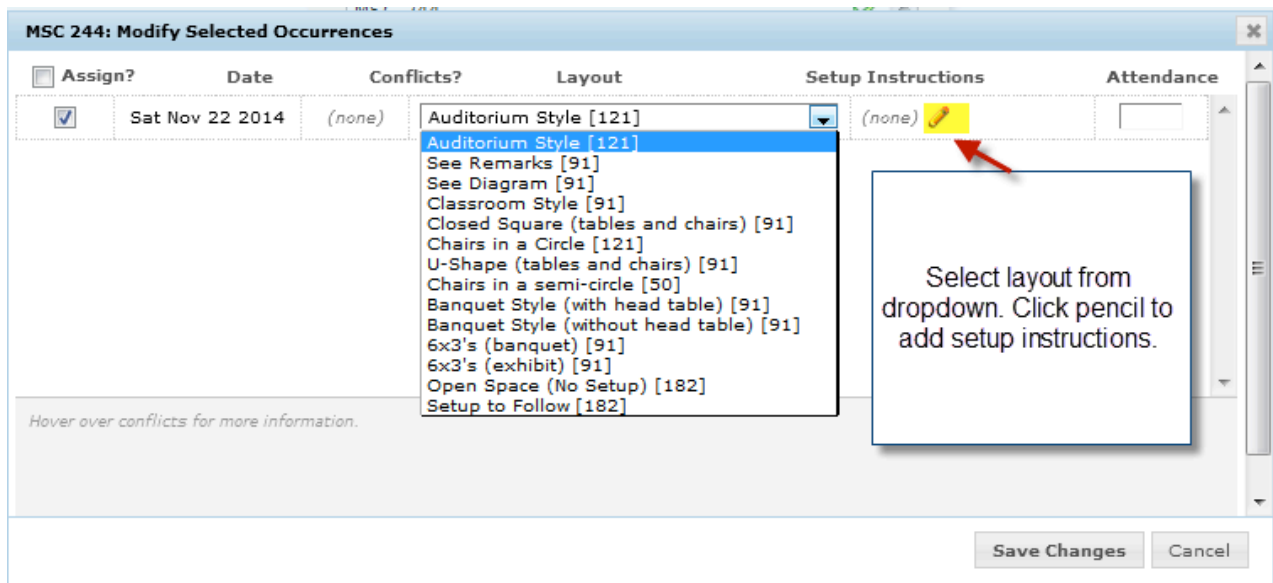 MSC 244: Modify Selected Occurrences
Assign? Date Conflicts? Layout Setup Instructions Attendance
Sat Nov 22 2014 (none) Auditorium Style [121] (none)
Auditorium Style [121]
See Remarks [91]
See Diagram [91]
Classroom Style [91]
Closed Square (tables and chairs) [91]
Chairs in a Circle [121]
U-Shape (tables and chairs) [91]
Chairs in a semi-circle [50]
Banquet Style (with head table) [91]
Banquet Style (without head table) [91]
6x3's (banquet) [91]
6x3's (exhibit) [91]
Open Space (No Setup) [182]
Setup to Follow [182]
Select layout from
dropdown. Click pencil to
add setup instructions.
Hover over conflicts for more information.
Save Changes Cancel